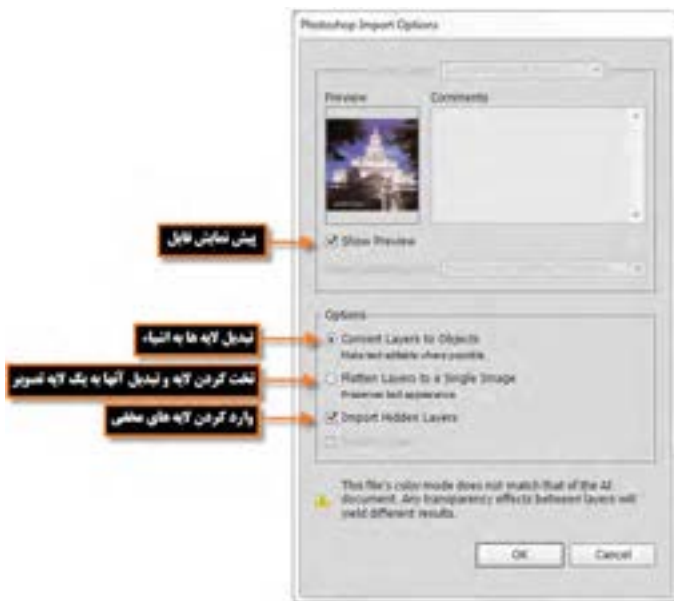 Photoshop Import Options
Preview
Comments
پیش نمایش فایل
Show Preview
Options
تبدیل لایه ها به اشیاء
Convert Layers to Objects
Make text editable where possible
تخت کردن لایه و تبدیل آنها به یک لایه تصویر
Flatten Layers to a Single Image
Preserves text appearance
وارد کردن لایه های مخفی
Import Hidden Layers
This file's color mode does not match that of the AI
document. Any transparency effects between layers will
yield different results.
OK
Cancel